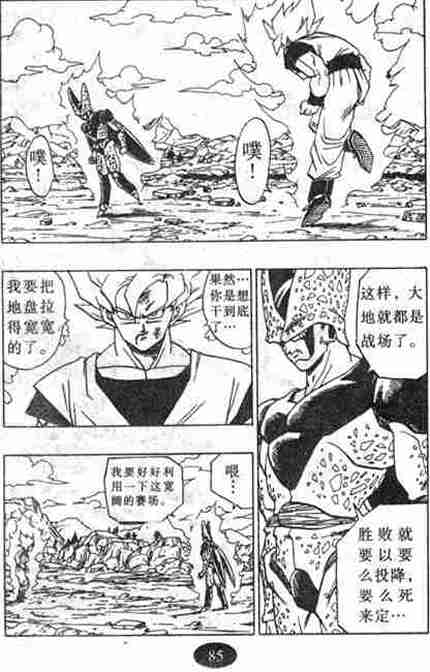 噗！
噗！
这样，大
地就都是
战场了。
果然…
你是想
干到底
了…
我要把
地盘拉
得宽宽
的了。
胜败就
要以要
么投降，
要么死
来定…
嗯…
我要好好利
用一下这宽
阔的赛场。
85